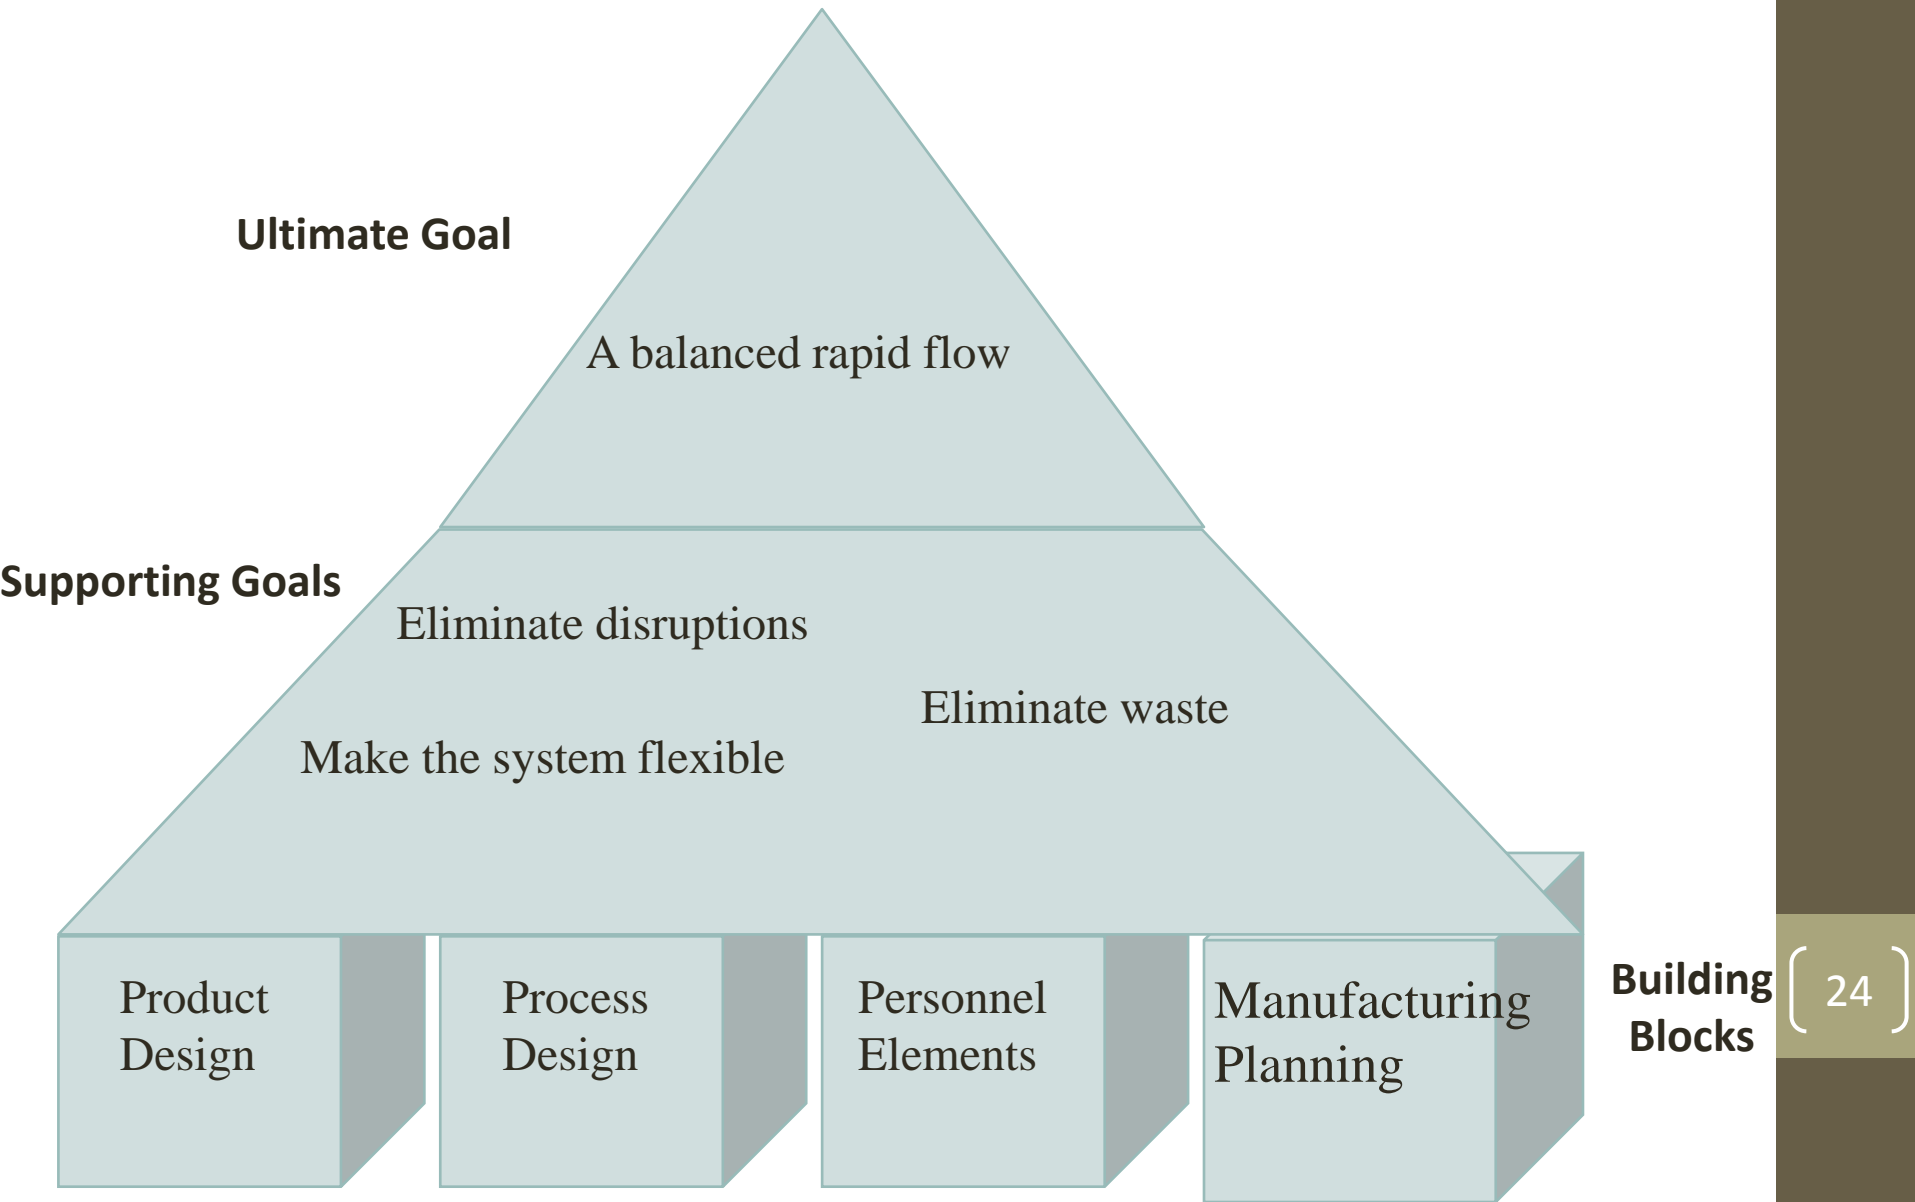 Ultimate Goal
A balanced rapid flow
Supporting Goals
Eliminate disruptions
Eliminate waste
Make the system flexible
Product
Design
Process
Design
Personnel
Elements
Manufacturing
Planning
Building
Blocks
24